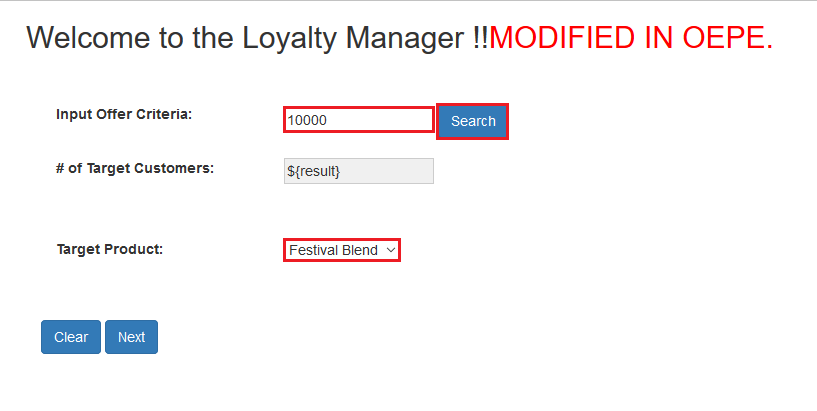 Welcome to the Loyalty Manager !!MODIFIED IN OEPE.
Input Offer Criteria: 10000 Search
# of Target Customers: ${result}
Target Product: Festival Blend
Clear Next